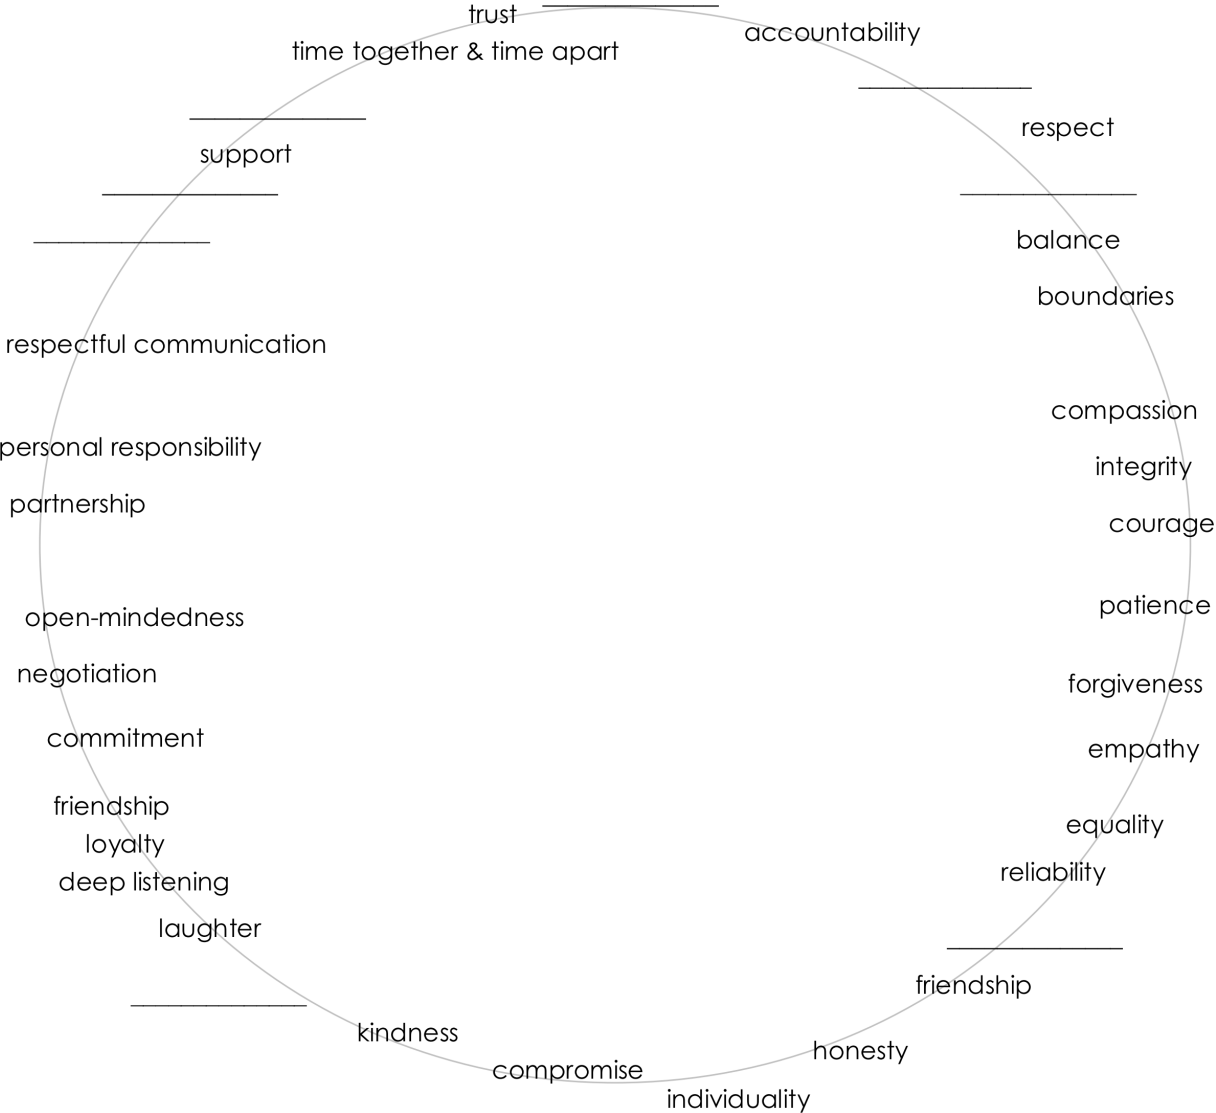 trust
accountability
time together & time apart
respect
support
balance
boundaries
respectful communication
compassion
personal responsibility
integrity
partnership
courage
patience
open-mindedness
negotiation
forgiveness
commitment
empathy
friendship
equality
loyalty
reliability
deep listening
laughter
friendship
kindness
honesty
compromise
individuality